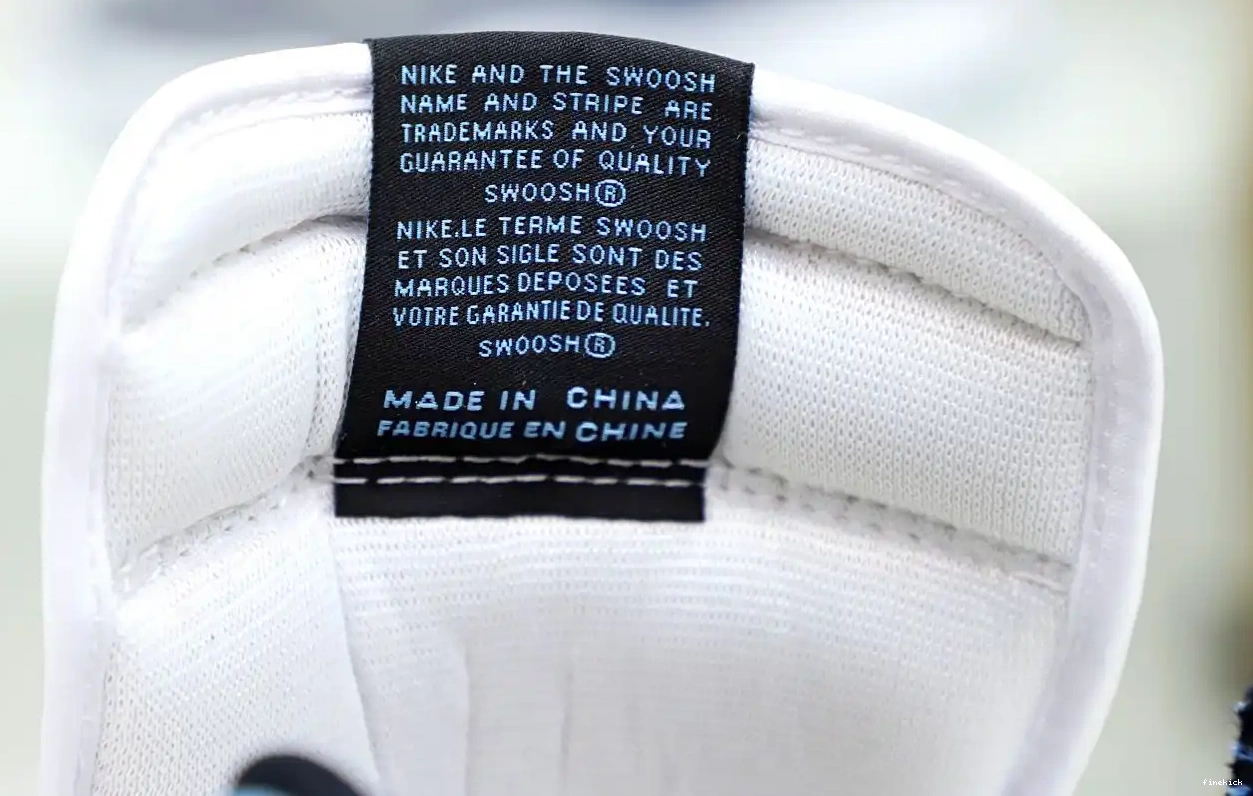 NIKE AND THE SWOOSH
NAME AND STRIPE ARE
TRADEMARKS AND YOUR
GUARANTEE OF QUALITY
SWOOSH®
NIKE.LE TERME SWOOSH
ET SON SIGLE SONT DES
MARQUES DEPOSEES ET
VOTRE GARANTIE DE QUALITE.
SWOOSH®
MADE IN CHINA
FABRIQUE EN CHINE
finekick